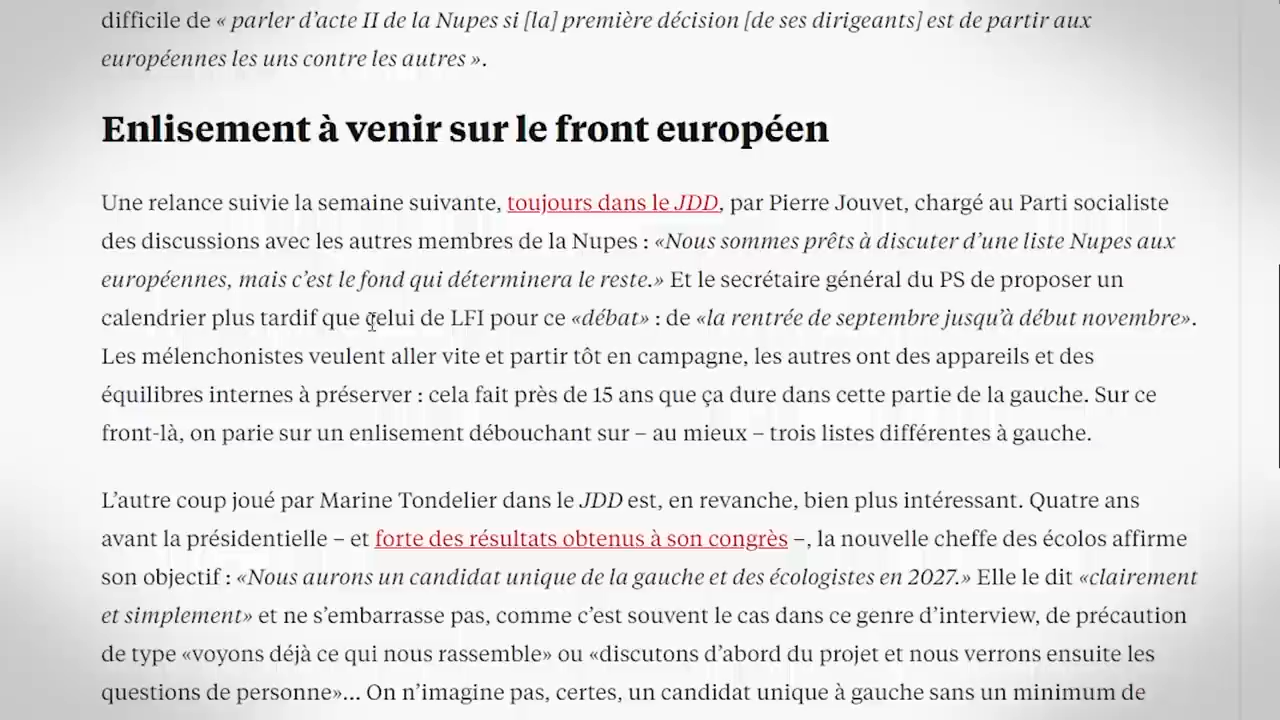 difficile de « parler d’acte II de la Nupes si [la] première décision [de ses dirigeants] est de partir aux
européennes les uns contre les autres ».
Enlisement à venir sur le front européen
Une relance suivie la semaine suivante, toujours dans le JDD, par Pierre Jouvet, chargé au Parti socialiste
des discussions avec les autres membres de la Nupes : «Nous sommes prêts à discuter d’une liste Nupes aux
européennes, mais c’est le fond qui déterminera le reste.» Et le secrétaire général du PS de proposer un
calendrier plus tardif que celui de LFI pour ce «débat» : de «la rentrée de septembre jusqu’à début novembre».
Les mélenchonistes veulent aller vite et partir tôt en campagne, les autres ont des appareils et des
équilibres internes à préserver : cela fait près de 15 ans que ça dure dans cette partie de la gauche. Sur ce
front-là, on parie sur un enlisement débouchant sur – au mieux – trois listes différentes à gauche.
L’autre coup joué par Marine Tondelier dans le JDD est, en revanche, bien plus intéressant. Quatre ans
avant la présidentielle – et forte des résultats obtenus à son congrès –, la nouvelle cheffe des écolos affirme
son objectif : «Nous aurons un candidat unique de la gauche et des écologistes en 2027.» Elle le dit «clairement
et simplement» et ne s’embarrasse pas, comme c’est souvent le cas dans ce genre d’interview, de précaution
de type «voyons déjà ce qui nous rassemble» ou «discutons d’abord du projet et nous verrons ensuite les
questions de personne»… On n’imagine pas, certes, un candidat unique à gauche sans un minimum de